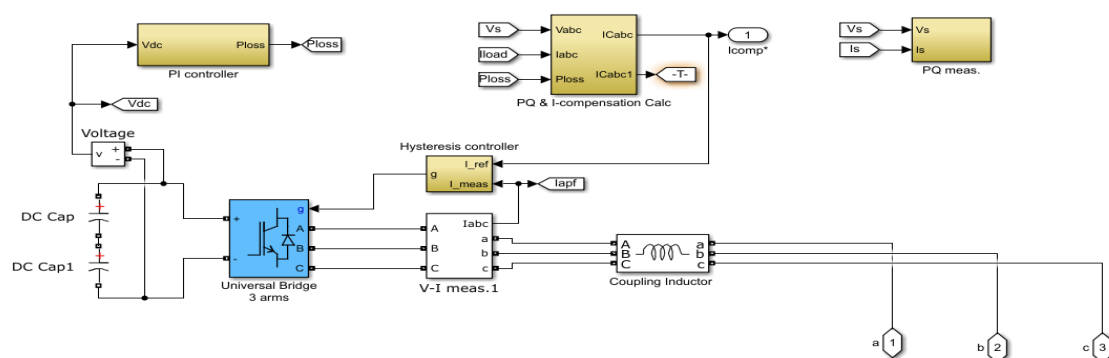 Vdc
Ploss
Ploss
PI controller
Vdc
Voltage
v
+
-
DC Cap
+
DC Cap1
+
Vs
Iload
Ploss
Vabc
Iabc
Ploss
ICabc
ICabc1
PQ & I-compensation Calc
1
Icomp*
-T-
Vs
Is
Vs
Is
PQ meas.
Hysteresis controller
g
I_ref
I_meas
Iapf
g
+
-
A
B
C
Universal Bridge
3 arms
A
B
C
Iabc
a
b
c
V-I meas.1
A
B
C
a
b
c
Coupling Inductor
a
1
b
2
c
3